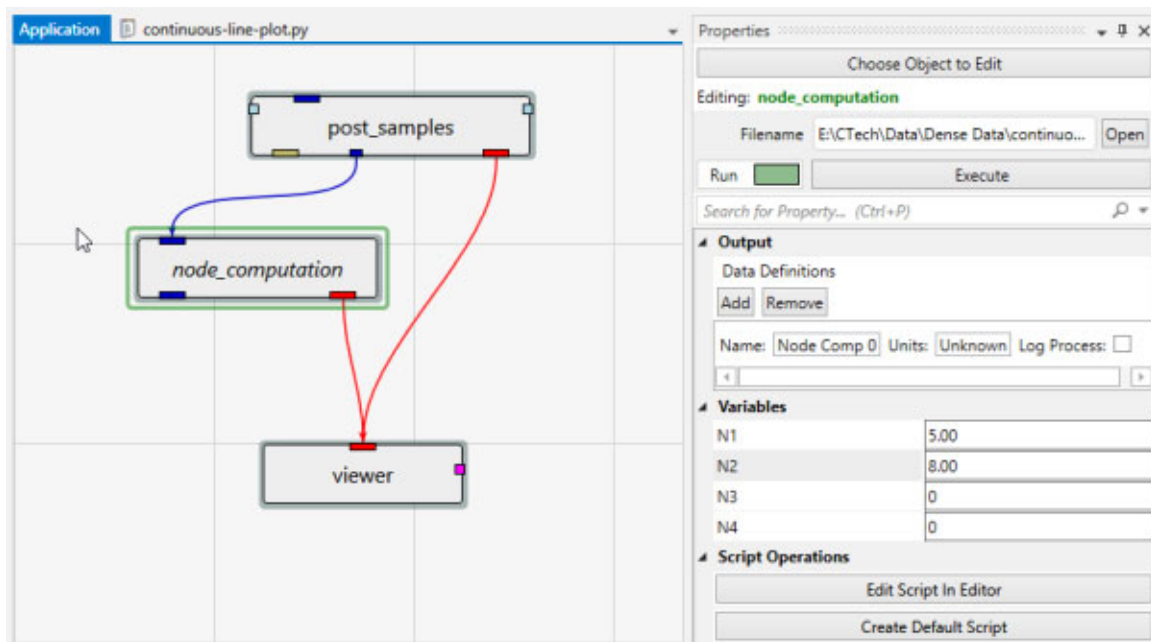 Application continuous-line-plot.py
post_samples
node_computation
viewer
Properties
Choose Object to Edit
Editing: node_computation
Filename E:\CTech\Data\Dense Data\continuo... Open
Run Execute
Search for Property... (Ctrl+P)
Output
Data Definitions
Add Remove
Name: Node Comp 0 Units: Unknown Log Process:
Variables
N1 5.00
N2 8.00
N3 0
N4 0
Script Operations
Edit Script In Editor
Create Default Script